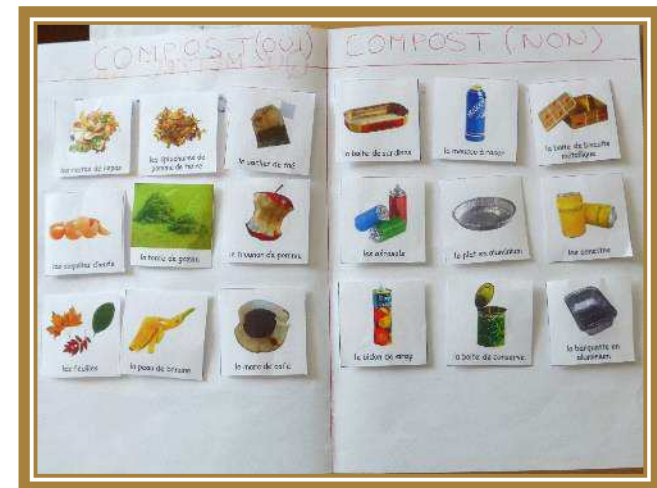 COMPOST (OUI)
COMPOST (NON)
les restes de repas
les épluchures de
pomme de terre
le sachet de thé
les coquilles d'oeufs
la tonte de gazon
le trognon de pomme
les feuilles
la peau de banane
le marc de café
la boîte de sardines
la mousse à raser
la boîte de biscuits
métallique
les aérosols
le plat en aluminium
les canettes
le bidon de sirop
la boîte de conserve
la barquette en
aluminium